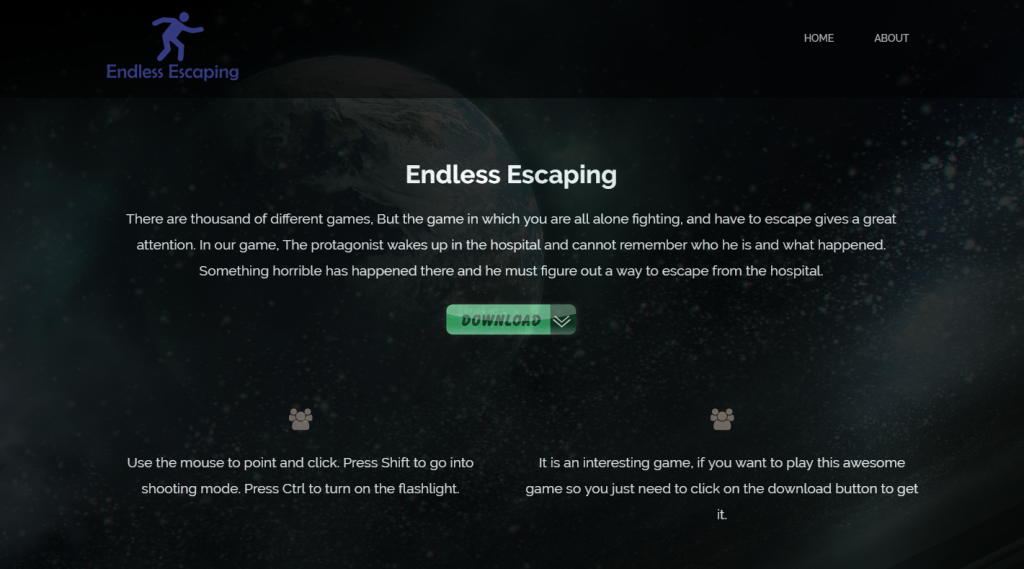 Endless Escaping
HOME
ABOUT
Endless Escaping
There are thousand of different games, But the game in which you are all alone fighting, and have to escape gives a great
attention. In our game, The protagonist wakes up in the hospital and cannot remember who he is and what happened.
Something horrible has happened there and he must figure out a way to escape from the hospital.
DOWNLOAD
Use the mouse to point and click. Press Shift to go into
shooting mode. Press Ctrl to turn on the flashlight.
It is an interesting game, if you want to play this awesome
game so you just need to click on the download button to get
it.